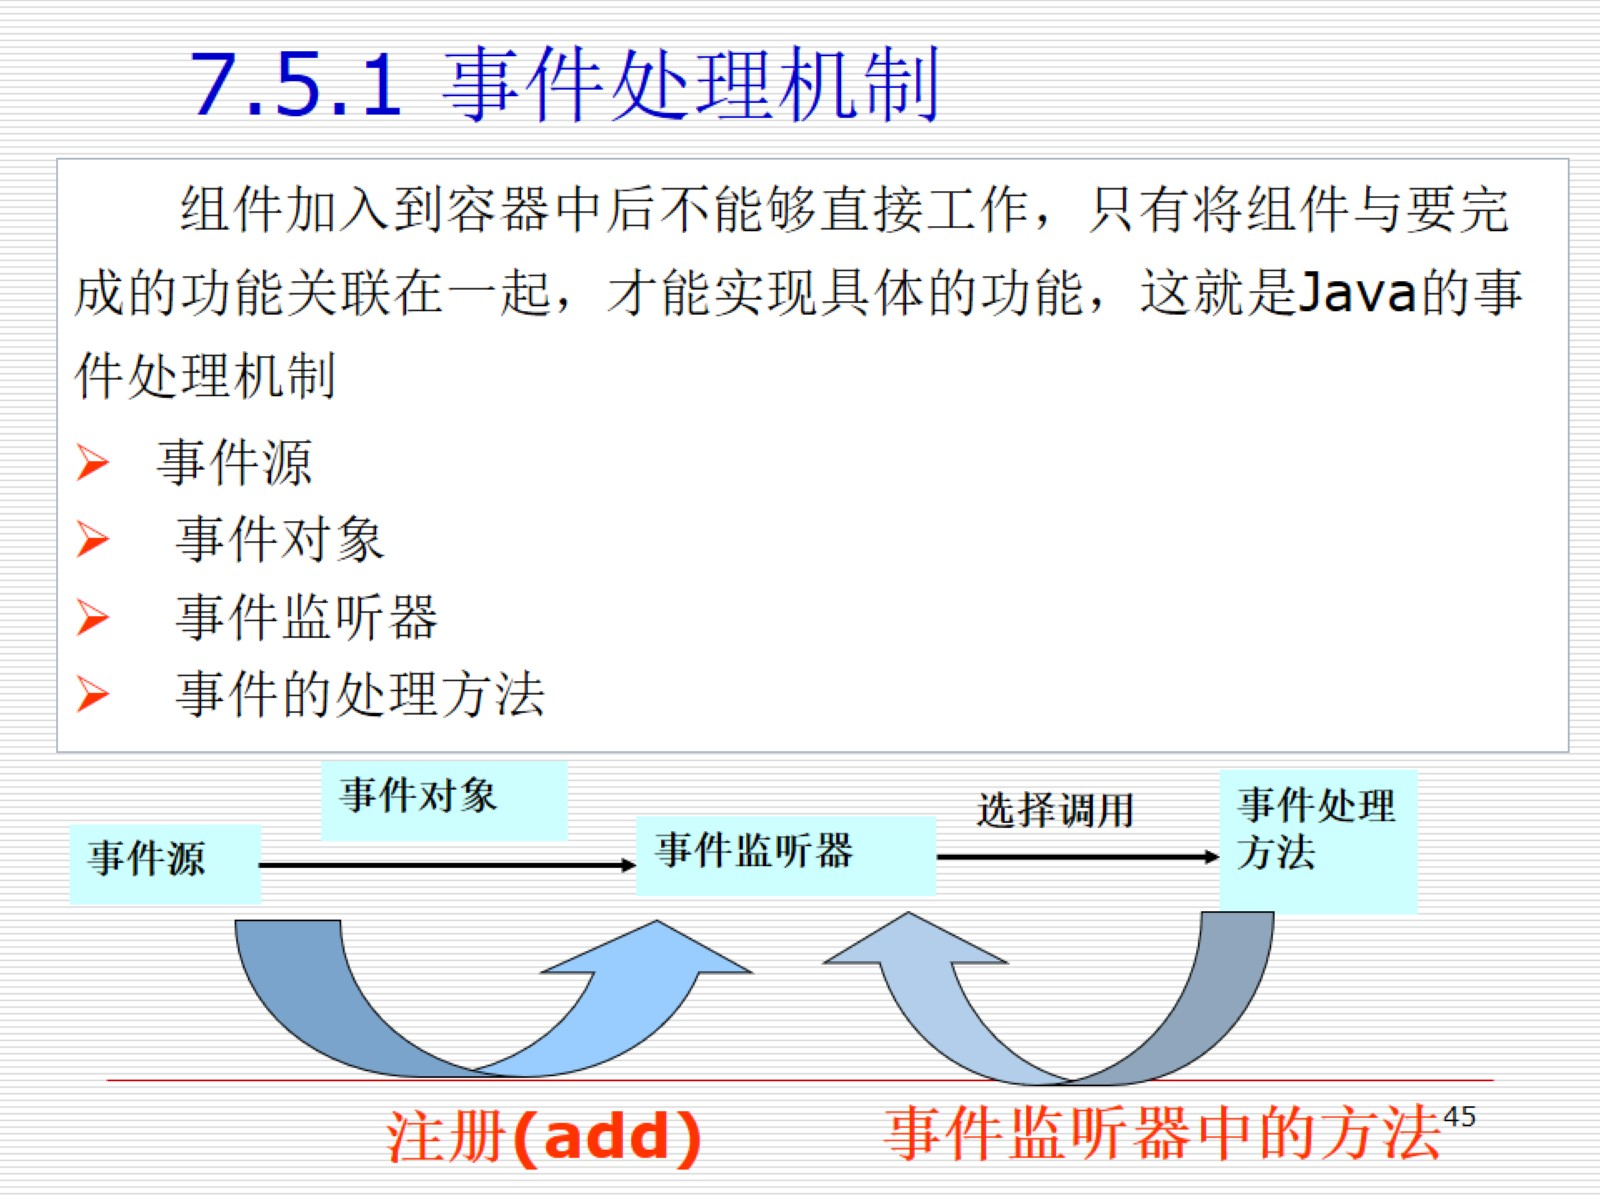 7.5.1 事件处理机制
组件加入到容器中后不能够直接工作，只有将组件与要完
成的功能关联在一起，才能实现具体的功能，这就是Java的事
件处理机制
事件源
事件对象
事件监听器
事件的处理方法
事件对象
事件源
事件监听器
选择调用
事件处理
方法
注册(add)
事件监听器中的方法
45